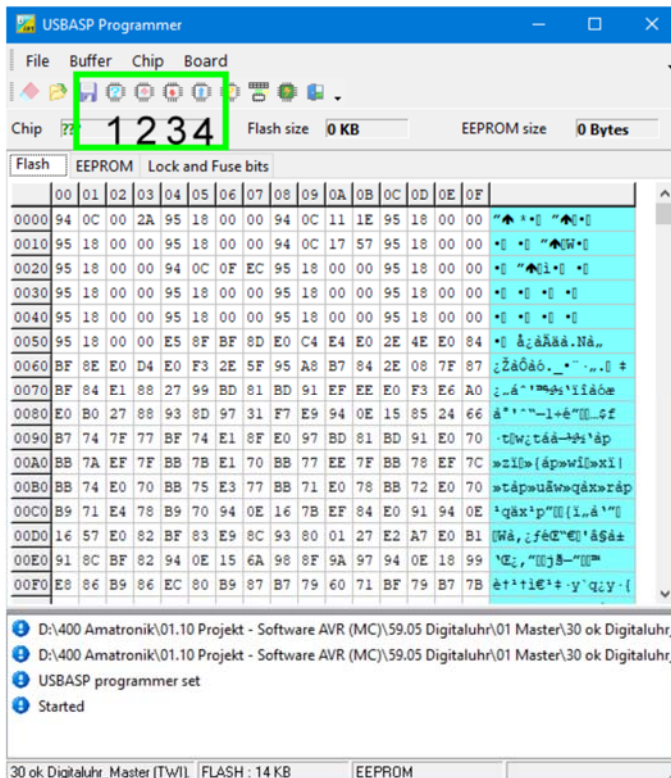 USBASP Programmer
File Buffer Chip Board
1 2 3 4
Chip ??? Flash size 0 KB EEPROM size 0 Bytes
Flash EEPROM Lock and Fuse bits
00 01 02 03 04 05 06 07 08 09 0A 0B 0C 0D 0E 0F
0000 94 0C 00 2A 95 18 00 00 94 0C 11 1E 95 18 00 00
0010 95 18 00 00 95 18 00 00 94 0C 17 57 95 18 00 00
0020 95 18 00 00 94 0C 0F EC 95 18 00 00 95 18 00 00
0030 95 18 00 00 95 18 00 00 95 18 00 00 95 18 00 00
0040 95 18 00 00 95 18 00 00 95 18 00 00 95 18 00 00
0050 95 18 00 00 E5 8F BF 8D E0 C4 E4 E0 2E 4E E0 84
0060 BF 8E E0 D4 E0 F3 2E 5F 95 A8 B7 84 2E 08 7F 87
0070 BF 84 E1 88 27 99 BD 81 BD 91 EF EE E0 F3 E6 A0
0080 E0 B0 27 88 93 8D 97 31 F7 E9 94 0E 15 85 24 66
0090 B7 74 7F 77 BF 74 E1 8F E0 97 BD 81 BD 91 E0 70
00A0 BB 7A EF 7F BB 7B E1 70 BB 77 EE 7F BB 78 EF 7C
00B0 BB 74 E0 70 BB 75 E3 77 BB 71 E0 78 BB 72 E0 70
00C0 B9 71 E4 78 B9 70 94 0E 16 7B EF 84 E0 91 94 0E
00D0 16 57 E0 82 BF 83 E9 8C 93 80 01 27 E2 A7 E0 B1
00E0 91 8C BF 82 94 0E 15 6A 98 8F 9A 97 94 0E 18 99
00F0 E8 86 B9 86 EC 80 B9 87 B7 79 60 71 BF 79 B7 7B
D:\400 Amatronik\01.10 Projekt - Software AVR (MC)\59.05 Digitaluhr\01 Master\30 ok Digitaluhr
D:\400 Amatronik\01.10 Projekt - Software AVR (MC)\59.05 Digitaluhr\01 Master\30 ok Digitaluhr
USBASP programmer set
Started
30 ok Digitaluhr Master (TWI). FLASH : 14 KB EEPROM